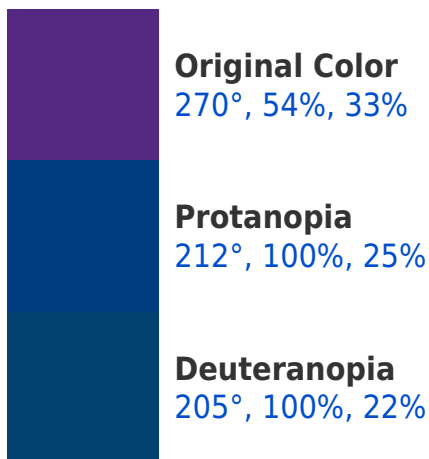 Original Color
270°, 54%, 33%
Protanopia
212°, 100%, 25%
Deuteranopia
205°, 100%, 22%